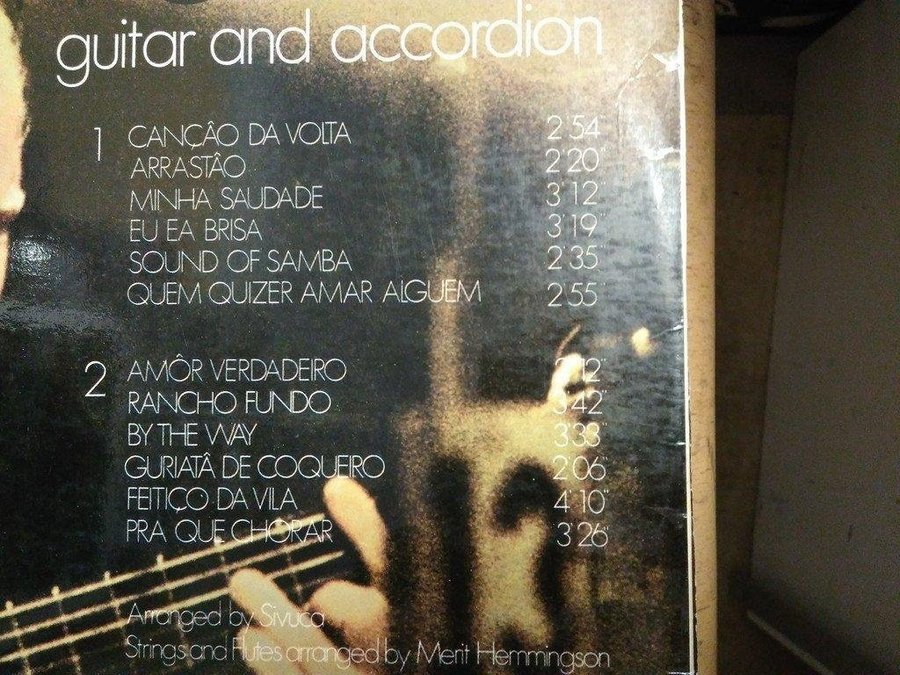 guitar and accordion
1 CANÇÂO DA VOLTA 2'54"
ARRASTÂO 2'20"
MINHA SAUDADE 3'12"
EU EA BRISA 3'19"
SOUND OF SAMBA 2'35
QUEM QUIZER AMAR ALGUEM 2'55"
2 AMÔR VERDADEIRO
RANCHO FUNDO 3'42"
BY THE WAY 3'33"
GURIATÂ DE COQUEIRO 2'06"
FEITIÇO DA VILA 4'10"
PRA QUE CHORAR 3'26"
Arranged by Sivuca
Strings and Flutes arranged by Merit Hemmingson